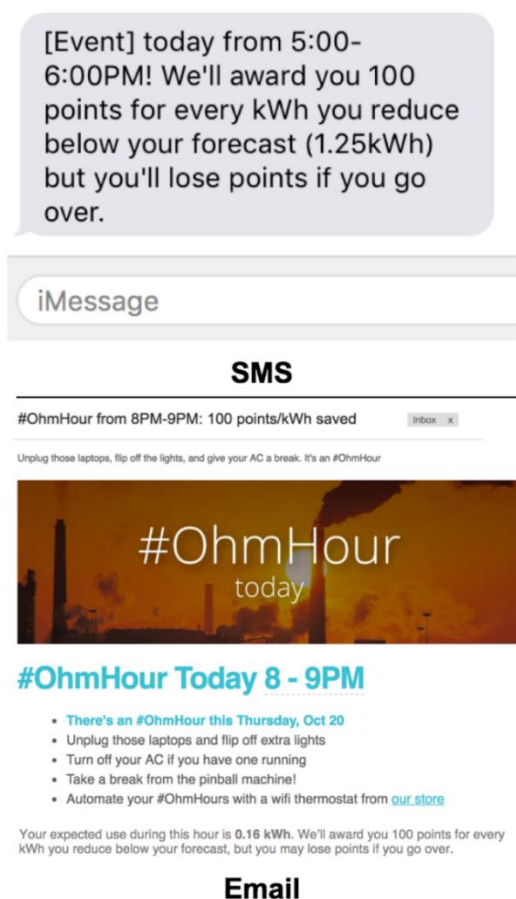 [Event] today from 5:00-
6:00PM! We'll award you 100
points for every kWh you reduce
below your forecast (1.25kWh)
but you'll lose points if you go
over.
iMessage
SMS
#OhmHour from 8PM-9PM: 100 points/kWh saved Inbox x
Unplug those laptops, flip off the lights, and give your AC a break. It's an #OhmHour
#OhmHour
today
#OhmHour Today 8 - 9PM
• There's an #OhmHour this Thursday, Oct 20
• Unplug those laptops and flip off extra lights
• Turn off your AC if you have one running
• Take a break from the pinball machine!
• Automate your #OhmHours with a wifi thermostat from our store
Your expected use during this hour is 0.16 kWh. We'll award you 100 points for every
kWh you reduce below your forecast, but you may lose points if you go over.
Email